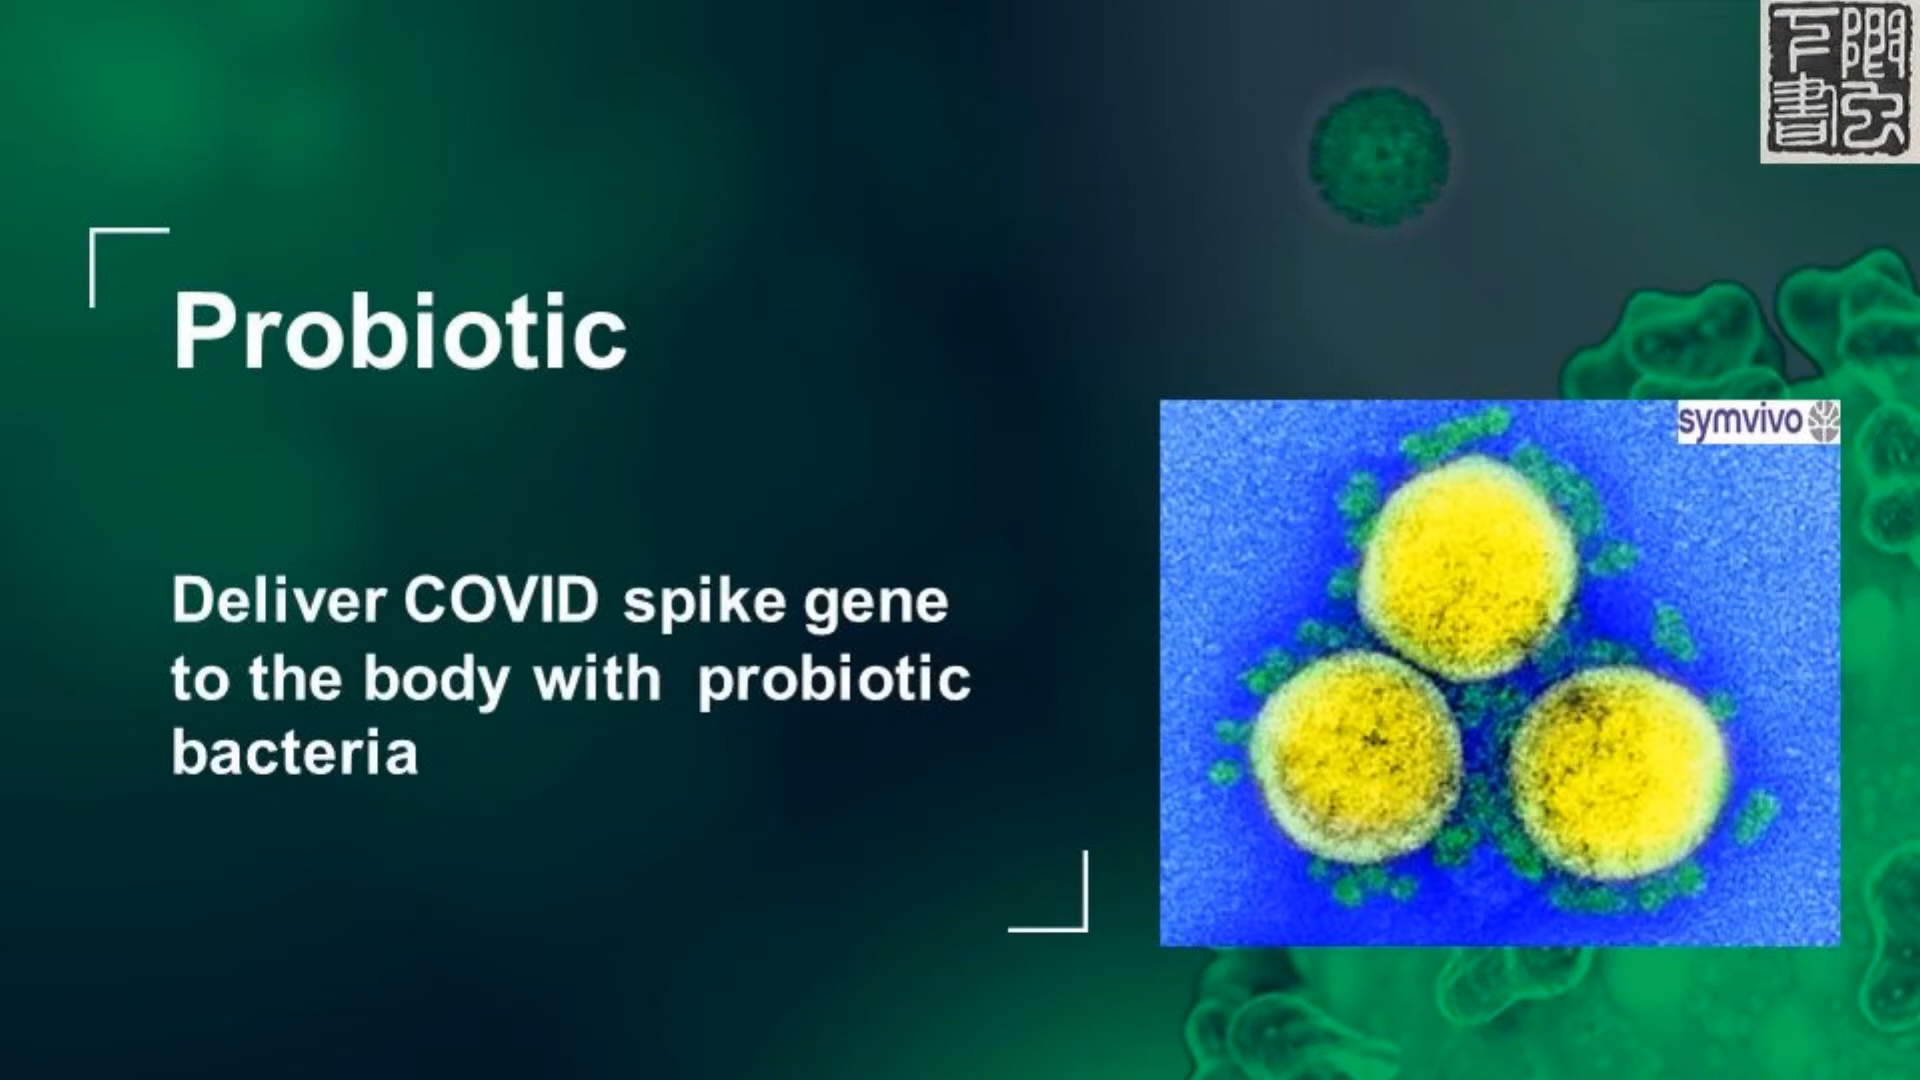 Probiotic
Deliver COVID spike gene
to the body with probiotic
bacteria
symvivo